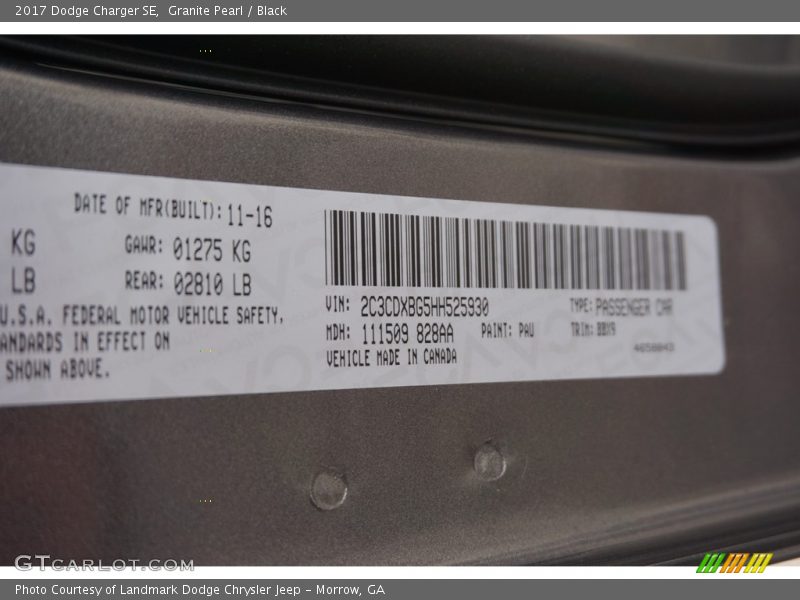 2017 Dodge Charger SE, Granite Pearl / Black
DATE OF MFR(BUILT): 11-16
KG GAWR: 01275 KG
LB REAR: 02810 LB
U.S.A. FEDERAL MOTOR VEHICLE SAFETY,
ANDARDS IN EFFECT ON
SHOWN ABOVE.
VIN: 2C3CDXBG5HH525930 TYPE: PASSENGER CAR
MDH: 111509 828AA PAINT: PAU TRIM: BBX9
VEHICLE MADE IN CANADA
GTCARLOT.COM
Photo Courtesy of Landmark Dodge Chrysler Jeep – Morrow, GA